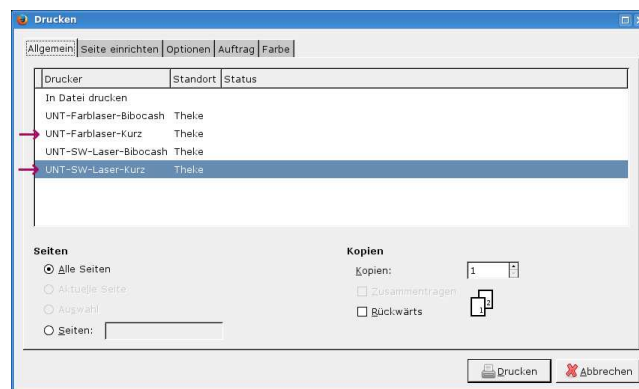 Drucken
Allgemein Seite einrichten Optionen Auftrag Farbe
Drucker Standort Status
In Datei drucken
UNT-Farblaser-Bibocash Theke
UNT-Farblaser-Kurz Theke
UNT-SW-Laser-Bibocash Theke
UNT-SW-Laser-Kurz Theke
Seiten Kopien
Alle Seiten Kopien: 1
Aktuelle Seite Zusammentragen 1 2
Auswahl Rückwärts
Seiten:
Drucken Abbrechen